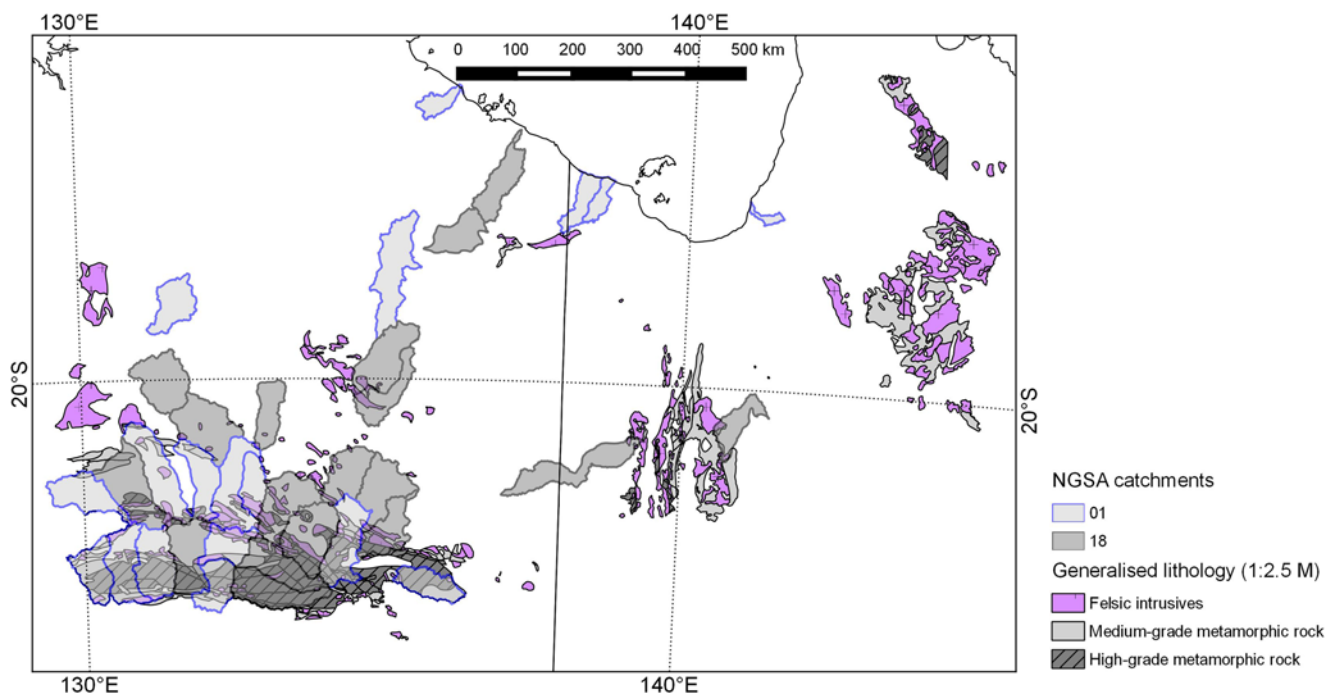 130°E
140°E
0 100 200 300 400 500 km
20°S
20°S
130°E
140°E
NGSA catchments
01
18
Generalised lithology (1:2.5 M)
Felsic intrusives
Medium-grade metamorphic rock
High-grade metamorphic rock